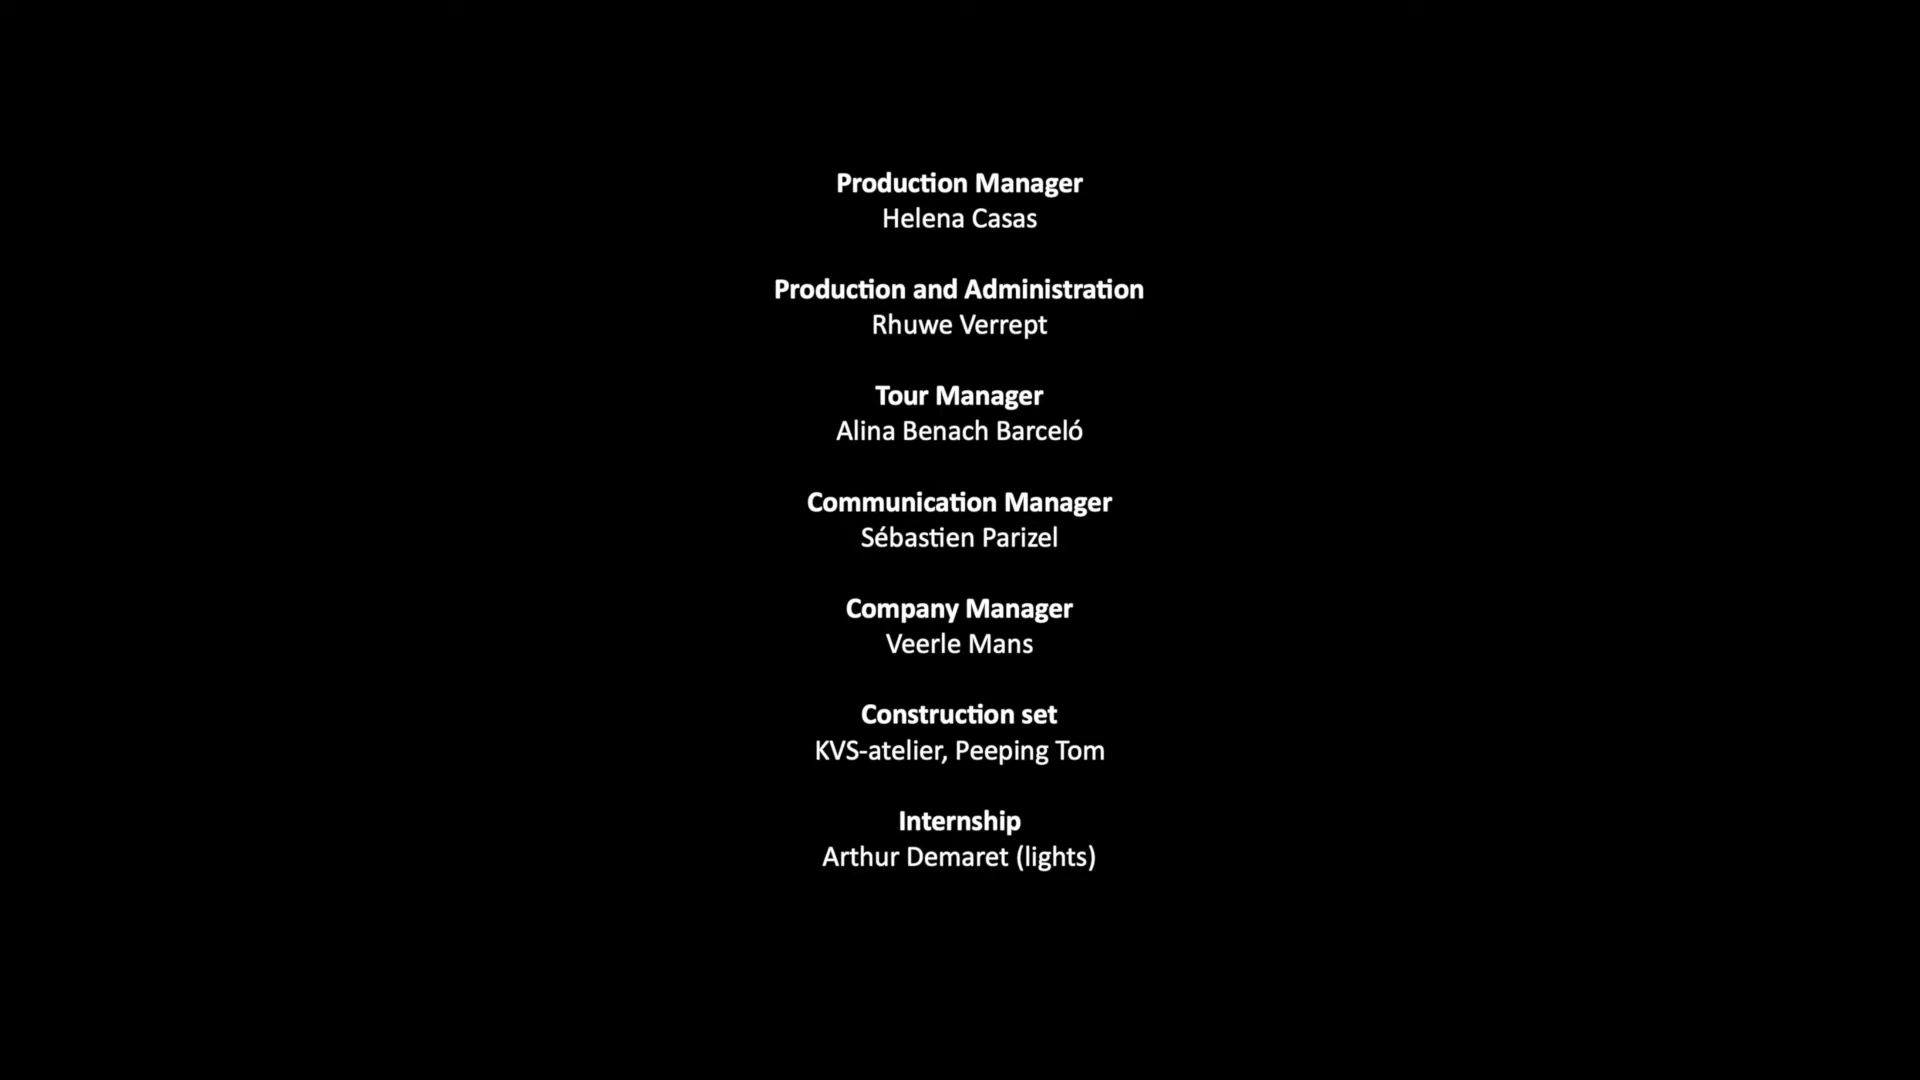 Production Manager
Helena Casas
Production and Administration
Rhuwe Verrept
Tour Manager
Alina Benach Barceló
Communication Manager
Sébastien Parizel
Company Manager
Veerle Mans
Construction set
KVS-atelier, Peeping Tom
Internship
Arthur Demaret (lights)